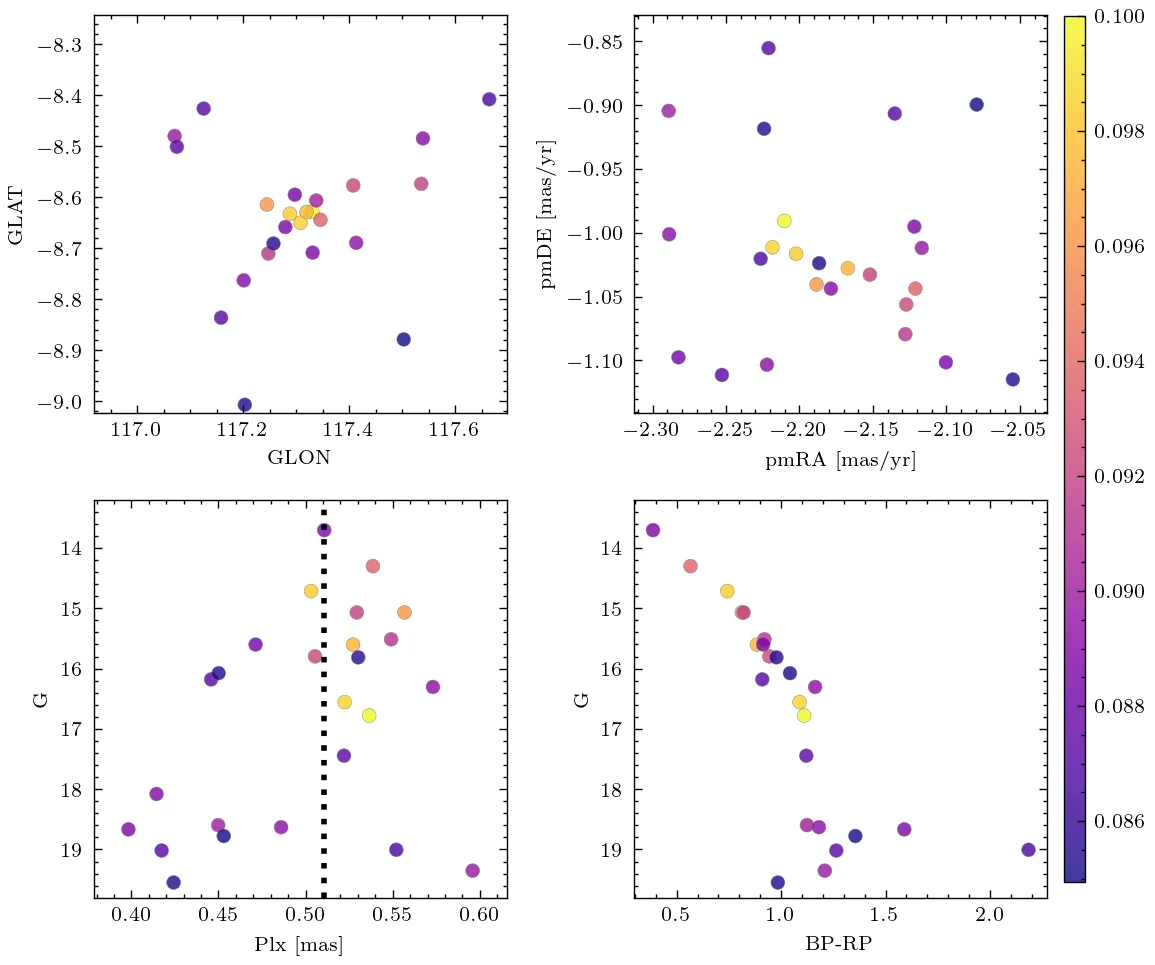 −8.3
−8.4
−8.5
−8.6
−8.7
−8.8
−8.9
−9.0
GLAT
117.0 117.2 117.4 117.6
GLON
−0.85
−0.90
−0.95
−1.00
−1.05
−1.10
pmDE [mas/yr]
−2.30 −2.25 −2.20 −2.15 −2.10 −2.05
pmRA [mas/yr]
0.100
0.098
0.096
0.094
0.092
0.090
0.088
0.086
14
15
16
17
18
19
G
0.40 0.45 0.50 0.55 0.60
Plx [mas]
14
15
16
17
18
19
G
0.5 1.0 1.5 2.0
BP-RP